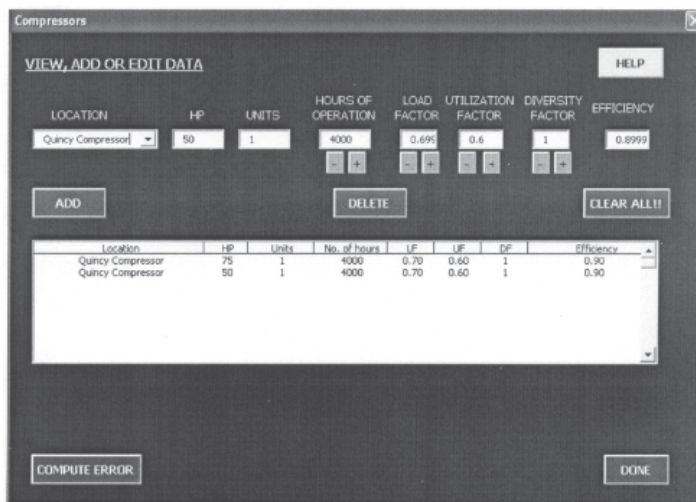 Compressors
VIEW, ADD OR EDIT DATA
HELP
LOCATION HP UNITS HOURS OF OPERATION LOAD FACTOR UTILIZATION FACTOR DIVERSITY FACTOR EFFICIENCY
Quincy Compressor 50 1 4000 0.699 0.6 1 0.8999
- + - + - + - +
ADD DELETE CLEAR ALL!!
Location HP Units No. of hours LF UF DF Efficiency
Quincy Compressor 75 1 4000 0.70 0.60 1 0.90
Quincy Compressor 50 1 4000 0.70 0.60 1 0.90
COMPUTE ERROR DONE